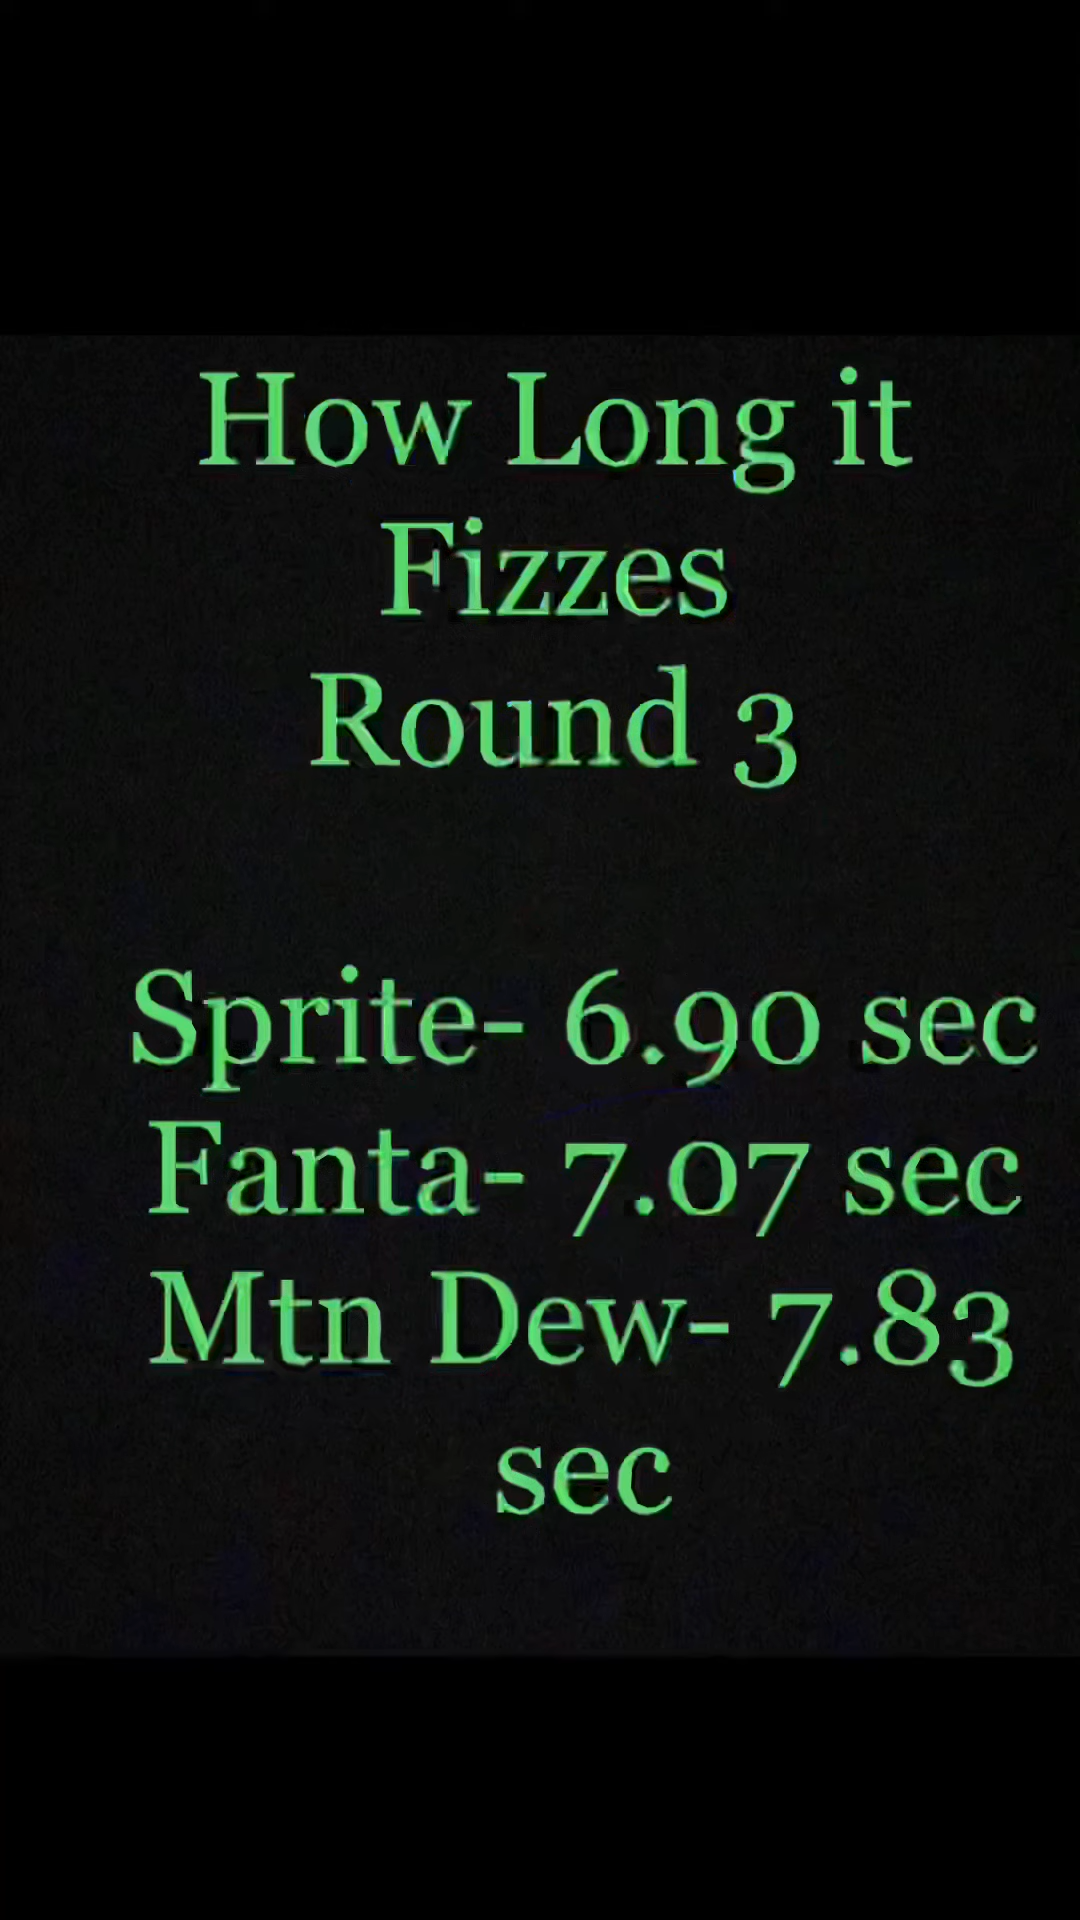 How Long it
Fizzes
Round 3
Sprite- 6.90 sec
Fanta- 7.07 sec
Mtn Dew- 7.83
sec